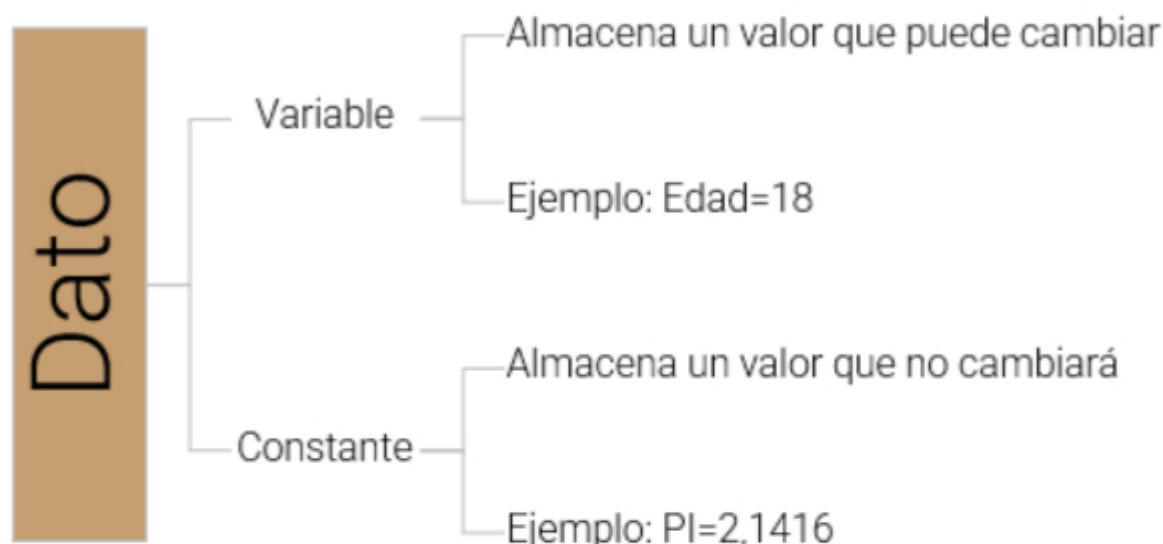 Dato
Variable
Almacena un valor que puede cambiar
Ejemplo: Edad=18
Constante
Almacena un valor que no cambiará
Ejemplo: PI=2,1416